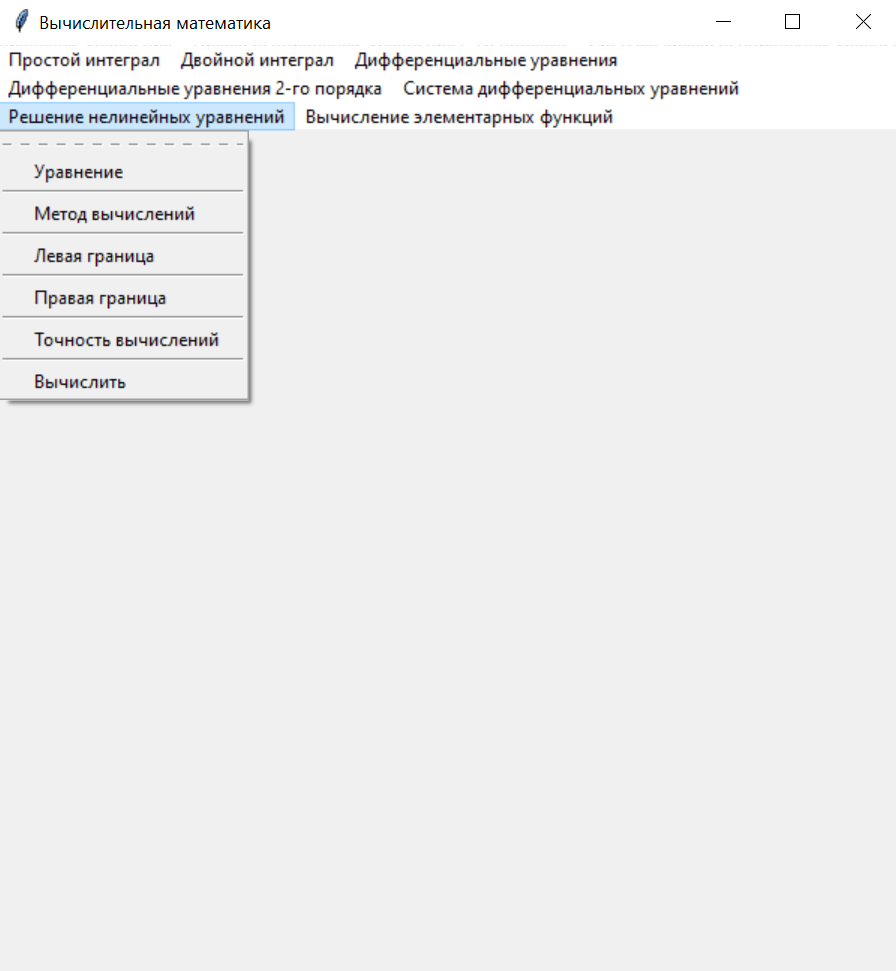 Вычислительная математика
Простой интеграл Двойной интеграл Дифференциальные уравнения
Дифференциальные уравнения 2-го порядка Система дифференциальных уравнений
Решение нелинейных уравнений Вычисление элементарных функций
Уравнение
Метод вычислений
Левая граница
Правая граница
Точность вычислений
Вычислить